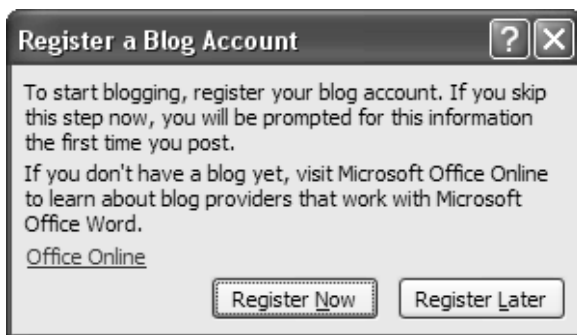 Register a Blog Account
To start blogging, register your blog account. If you skip
this step now, you will be prompted for this information
the first time you post.
If you don't have a blog yet, visit Microsoft Office Online
to learn about blog providers that work with Microsoft
Office Word.
Office Online
Register Now Register Later